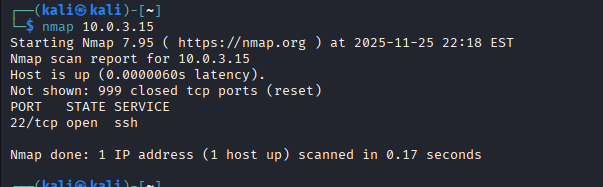 ┌──(kali㉿kali)-[~]
└─$ nmap 10.0.3.15
Starting Nmap 7.95 ( https://nmap.org ) at 2025-11-25 22:18 EST
Nmap scan report for 10.0.3.15
Host is up (0.0000060s latency).
Not shown: 999 closed tcp ports (reset)
PORT   STATE SERVICE
22/tcp open  ssh

Nmap done: 1 IP address (1 host up) scanned in 0.17 seconds

┌──(kali㉿kali)-[~]